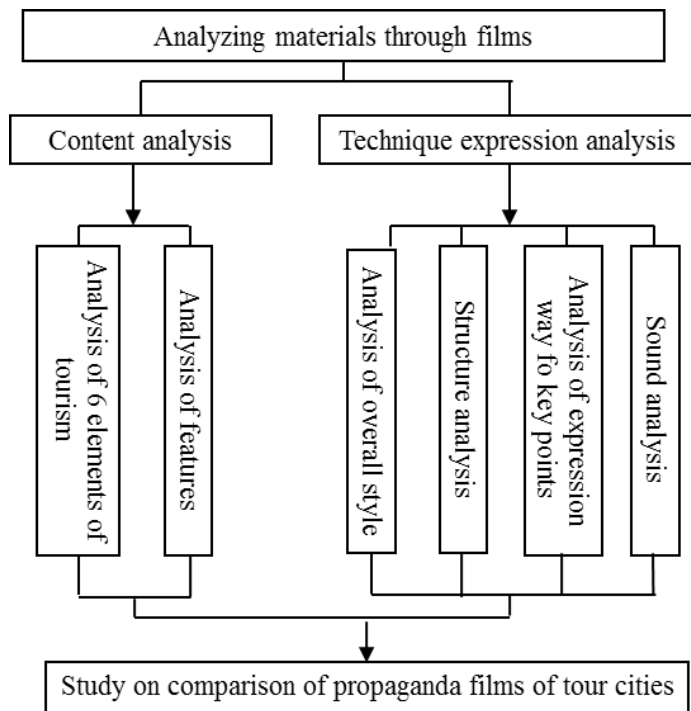 Analyzing materials through films
Content analysis
Technique expression analysis
Analysis of 6 elements of
tourism
Analysis of features
Analysis of overall style
Structure analysis
Analysis of expression
way fo key points
Sound analysis
Study on comparison of propaganda films of tour cities